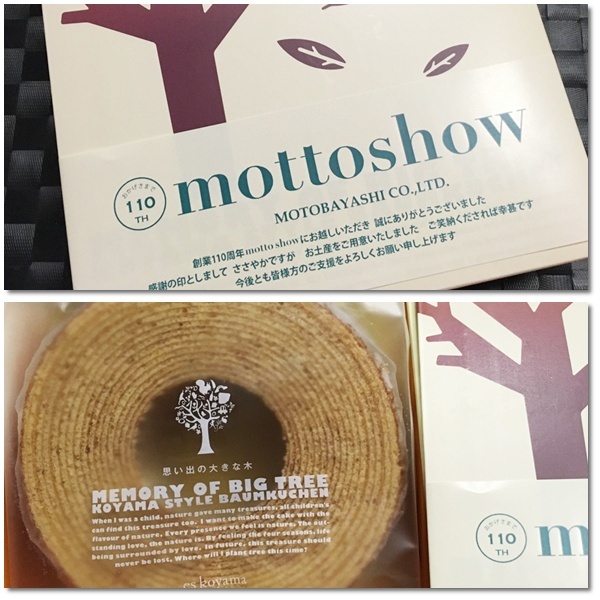 おかげさまで
110
TH
mottoshow
MOTOBAYASHI CO.,LTD.
創業110周年motto showにお越しいただき 誠にありがとうございました
感謝の印としまして ささやかですが お土産をご用意いたしました ご笑納くだされば幸甚です
今後とも皆様方のご支援をよろしくお願い申し上げます
思い出の大きな木
MEMORY OF BIG TREE
KOYAMA STYLE BAUMKUCHEN
When I was a child, nature gave many treasures, all children's
can find this treasure too. I want to make the cake with the
flavour of nature. Every presence we feel is nature. The out-
standing love, the nature is. By feeling the four seasons, life
being surrounded by love. In future, this treasure should
never be lost. Where will I plant tree this time?
es koyama
おかげさまで
110
TH
m